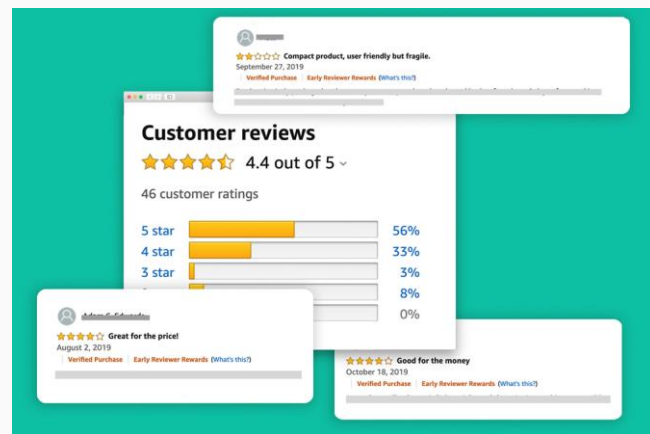 Compact product, user friendly but fragile.
September 27, 2019
Verified Purchase | Early Reviewer Rewards (What's this?)
Customer reviews
4.4 out of 5
46 customer ratings
5 star 56%
4 star 33%
3 star 3%
8%
0%
Great for the price!
August 2, 2019
Verified Purchase | Early Reviewer Rewards (What's this?)
Good for the money
October 18, 2019
Verified Purchase | Early Reviewer Rewards (What's this?)